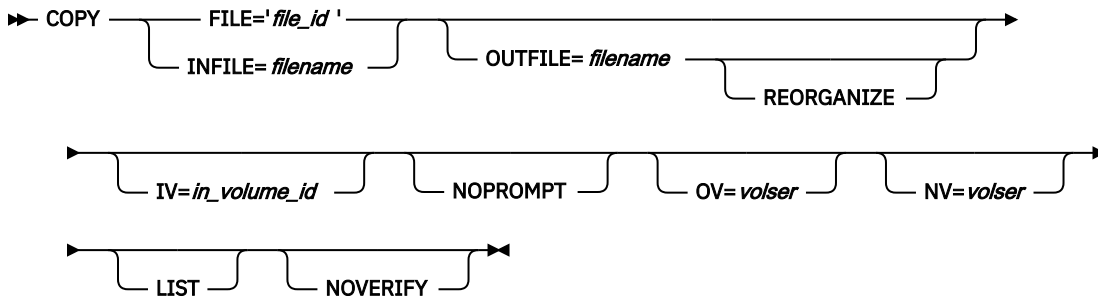 COPY FILE='file_id '
INFILE= filename
OUTFILE= filename
REORGANIZE
IV=in_volume_id NOPROMPT OV=volser NV=volser
LIST NOVERIFY